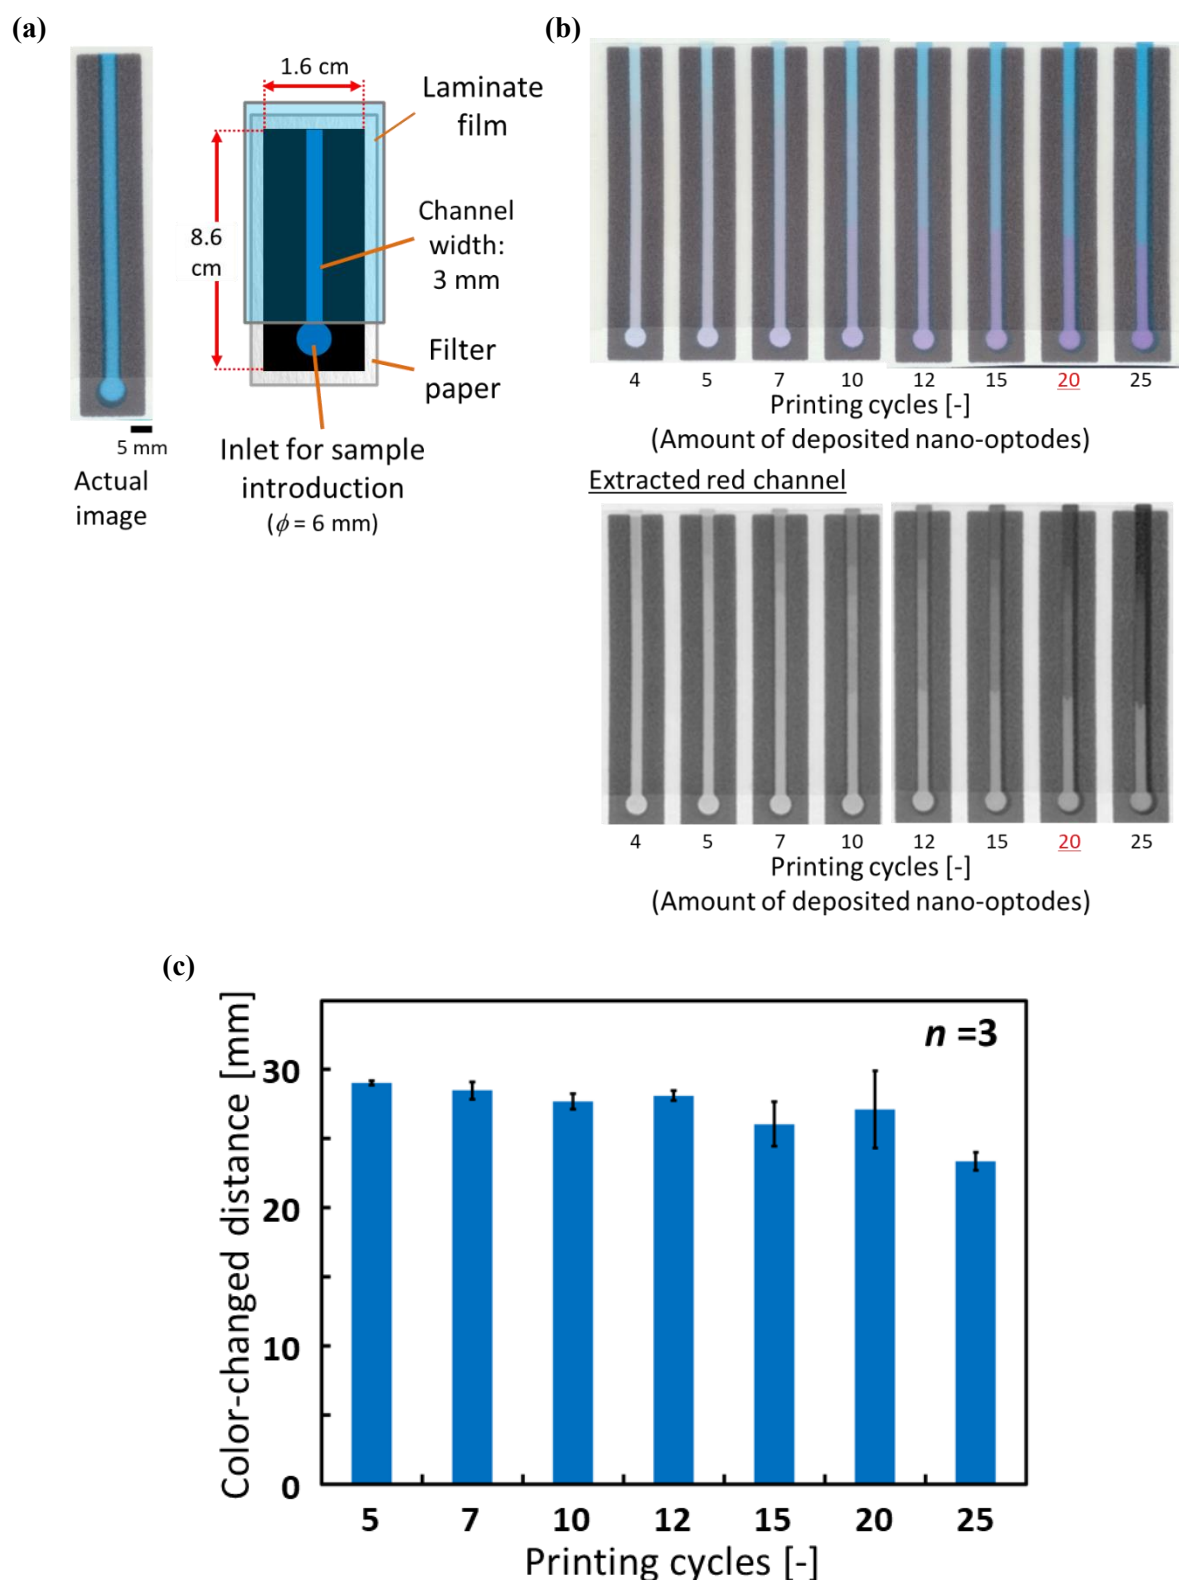 (a)
1.6 cm
Laminate
film
8.6
cm
Channel
width:
3 mm
Filter
paper
5 mm
Actual
image
Inlet for sample
introduction
(ϕ = 6 mm)
(b)
4 5 7 10 12 15 20 25
Printing cycles [-]
(Amount of deposited nano-optodes)
Extracted red channel
4 5 7 10 12 15 20 25
Printing cycles [-]
(Amount of deposited nano-optodes)
(c)
Color-changed distance [mm]
n =3
30
20
10
0
5 7 10 12 15 20 25
Printing cycles [-]